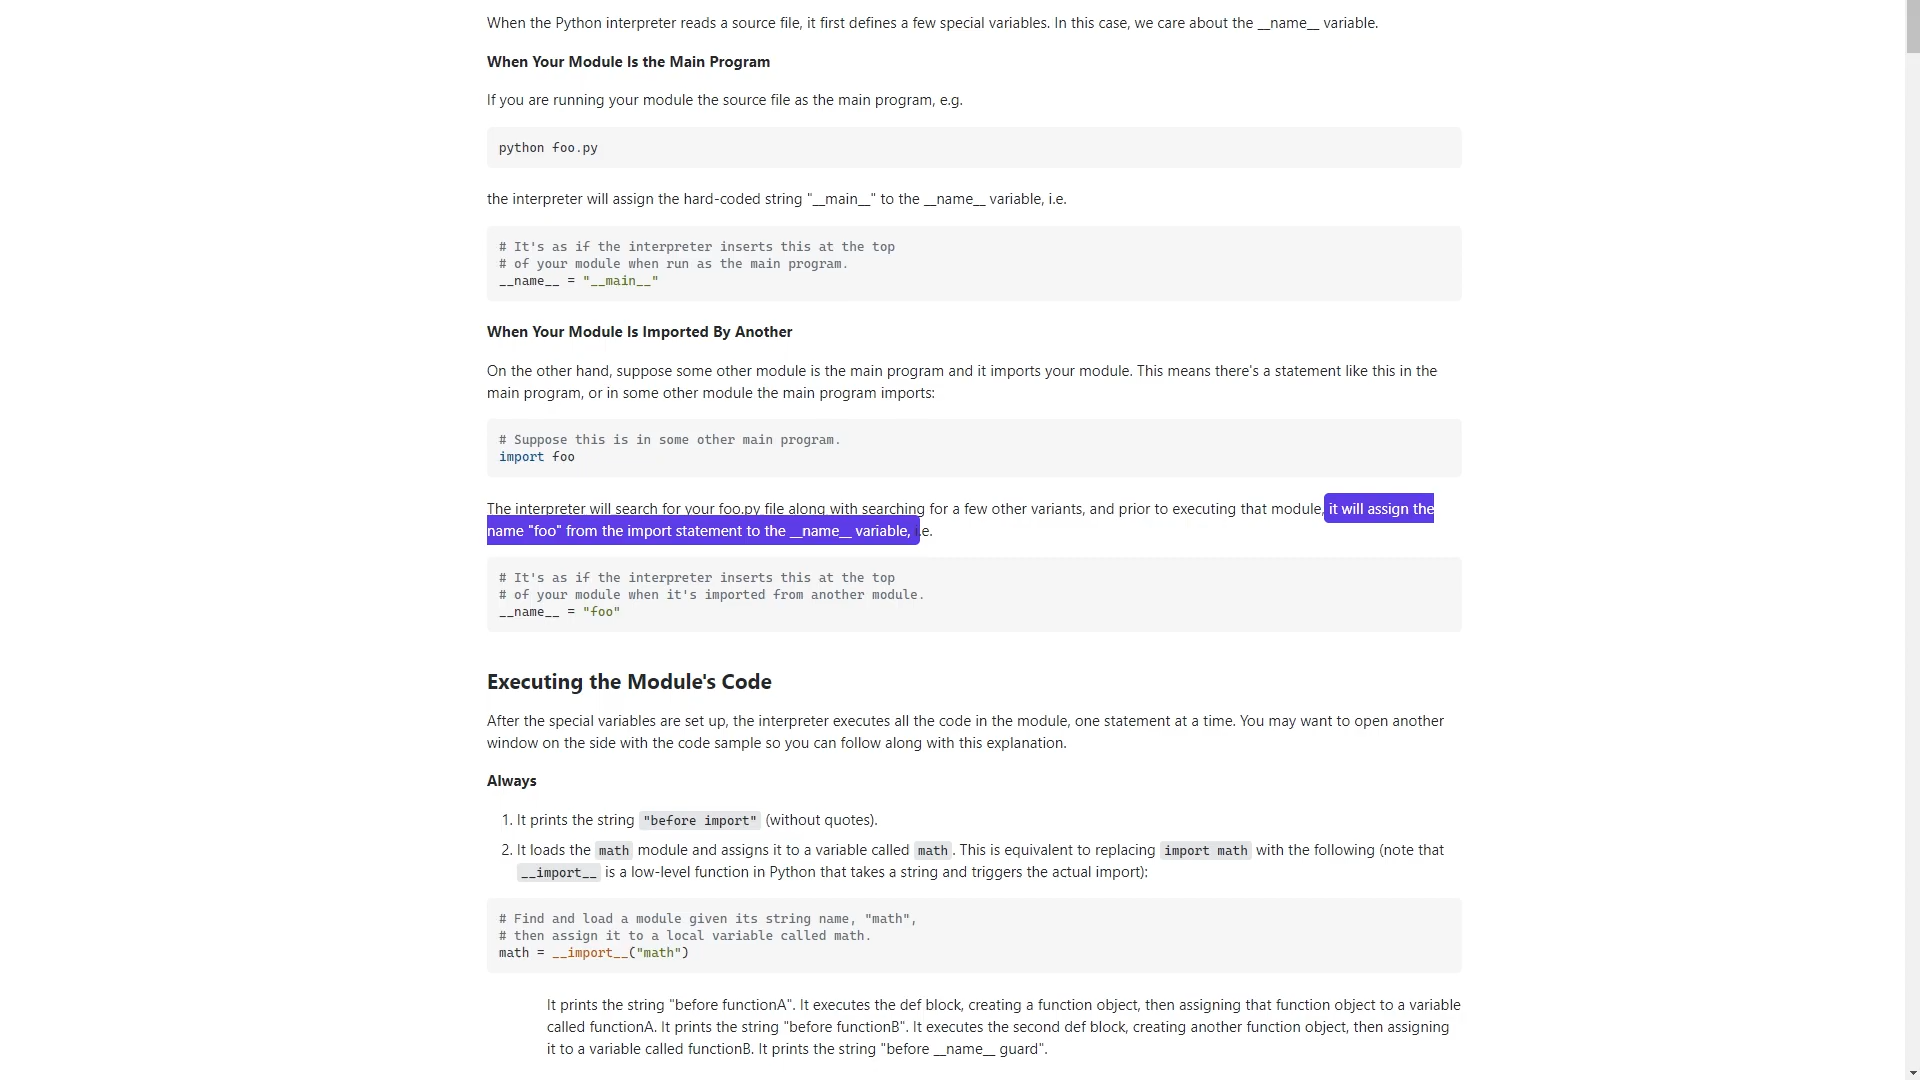 When the Python interpreter reads a source file, it first defines a few special variables. In this case, we care about the __name__ variable.
When Your Module Is the Main Program
If you are running your module the source file as the main program, e.g.
python foo.py
the interpreter will assign the hard-coded string "__main__" to the __name__ variable, i.e.
# It's as if the interpreter inserts this at the top
# of your module when run as the main program.
__name__ = "__main__"
When Your Module Is Imported By Another
On the other hand, suppose some other module is the main program and it imports your module. This means there's a statement like this in the
main program, or in some other module the main program imports:
# Suppose this is in some other main program.
import foo
The interpreter will search for your foo.py file along with searching for a few other variants, and prior to executing that module, it will assign the
name "foo" from the import statement to the __name__ variable, i.e.
# It's as if the interpreter inserts this at the top
# of your module when it's imported from another module.
__name__ = "foo"
Executing the Module's Code
After the special variables are set up, the interpreter executes all the code in the module, one statement at a time. You may want to open another
window on the side with the code sample so you can follow along with this explanation.
Always
1. It prints the string "before import" (without quotes).
2. It loads the math module and assigns it to a variable called math. This is equivalent to replacing import math with the following (note that
__import__ is a low-level function in Python that takes a string and triggers the actual import):
# Find and load a module given its string name, "math",
# then assign it to a local variable called math.
math = __import__("math")
It prints the string "before functionA". It executes the def block, creating a function object, then assigning that function object to a variable
called functionA. It prints the string "before functionB". It executes the second def block, creating another function object, then assigning
it to a variable called functionB. It prints the string "before __name__ guard".